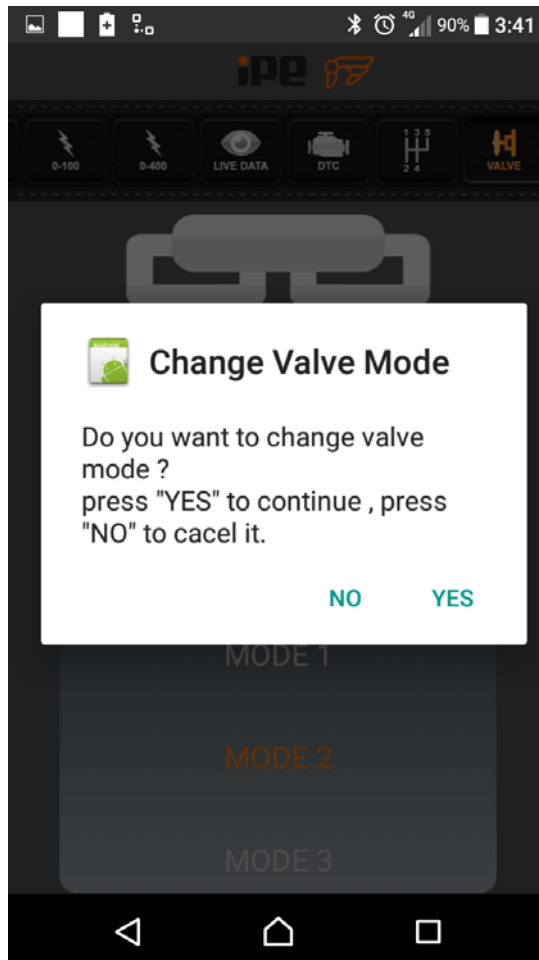 4G 90% 3:41
ipe
0-100 0-400 LIVE DATA DTC 1 3 5 VALVE
2 4
Android
Change Valve Mode
Do you want to change valve
mode ?
press "YES" to continue , press
"NO" to cacel it.
NO YES
MODE 1
MODE 2
MODE 3